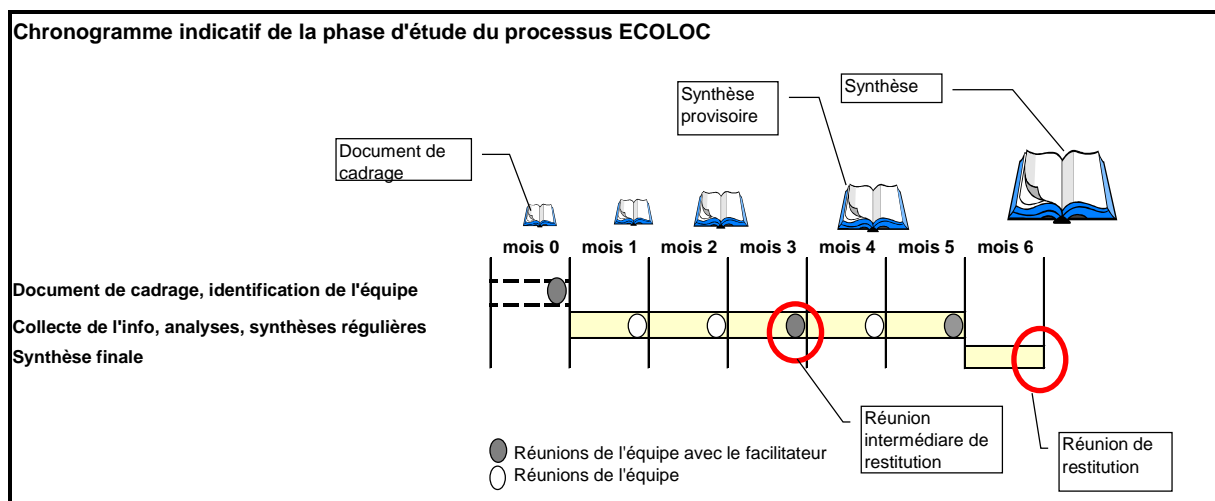 Chronogramme indicatif de la phase d'étude du processus ECOLOC
Synthèse
provisoire
Synthèse
Document de
cadrage
mois 0 mois 1 mois 2 mois 3 mois 4 mois 5 mois 6
Document de cadrage, identification de l'équipe
Collecte de l'info, analyses, synthèses régulières
Synthèse finale
Réunion
intermédiare de
restitution
Réunion de
restitution
Réunions de l'équipe avec le facilitateur
Réunions de l'équipe